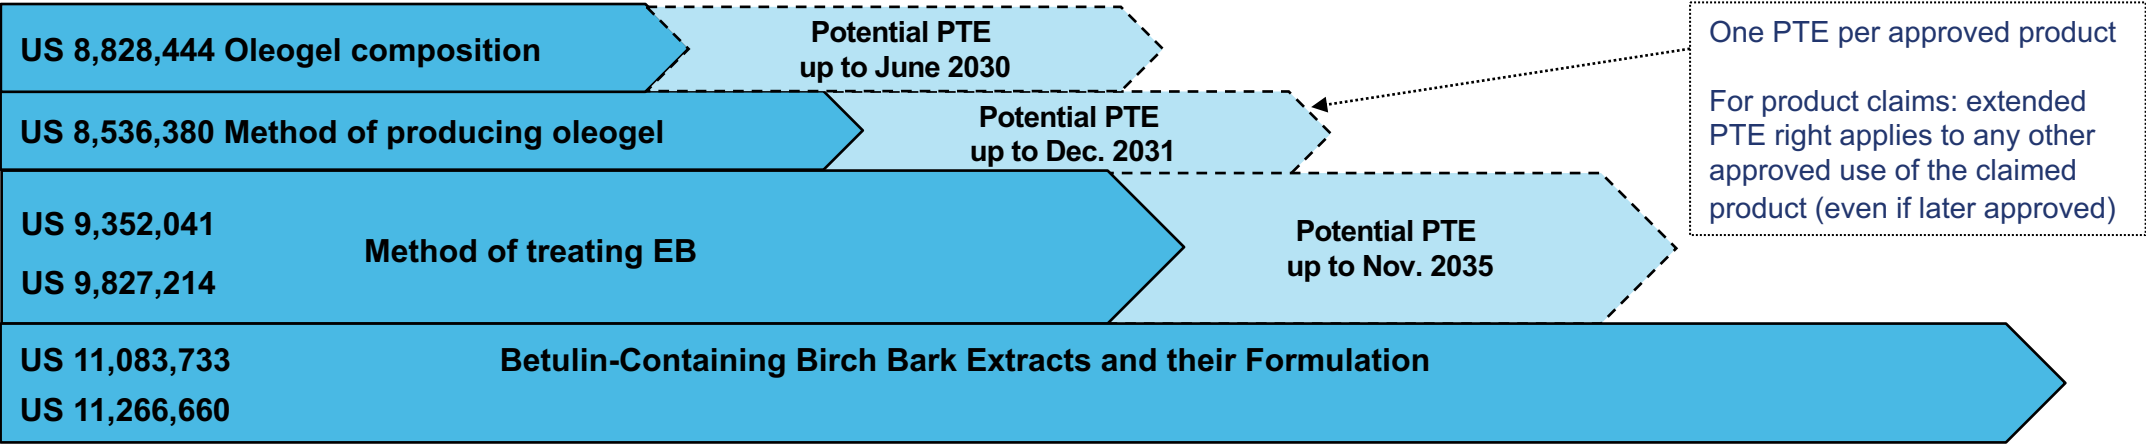 US 8,828,444 Oleogel composition
Potential PTE
up to June 2030
US 8,536,380 Method of producing oleogel
Potential PTE
up to Dec. 2031
US 9,352,041
US 9,827,214
Method of treating EB
Potential PTE
up to Nov. 2035
US 11,083,733
US 11,266,660
Betulin-Containing Birch Bark Extracts and their Formulation
One PTE per approved product
For product claims: extended
PTE right applies to any other
approved use of the claimed
product (even if later approved)